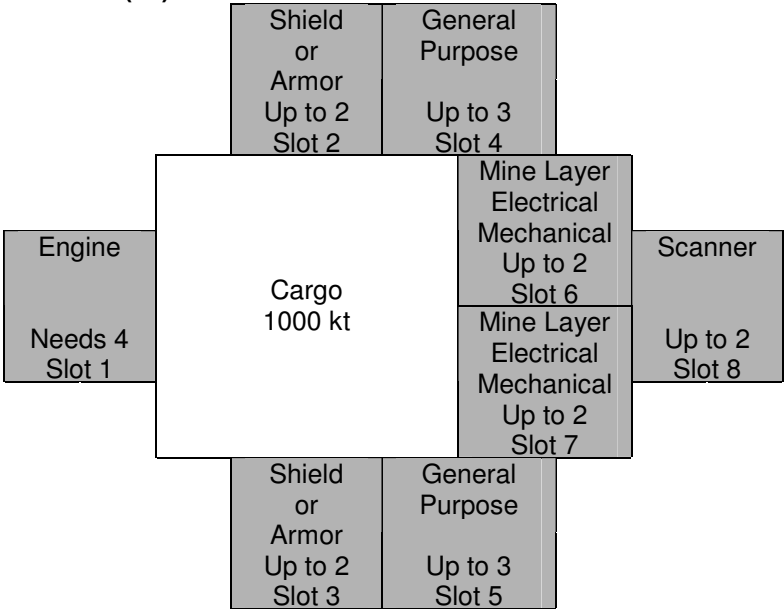 Shield
or
Armor
Up to 2
Slot 2
General
Purpose
Up to 3
Slot 4
Engine
Needs 4
Slot 1
Cargo
1000 kt
Mine Layer
Electrical
Mechanical
Up to 2
Slot 6
Mine Layer
Electrical
Mechanical
Up to 2
Slot 7
Scanner
Up to 2
Slot 8
Shield
or
Armor
Up to 2
Slot 3
General
Purpose
Up to 3
Slot 5